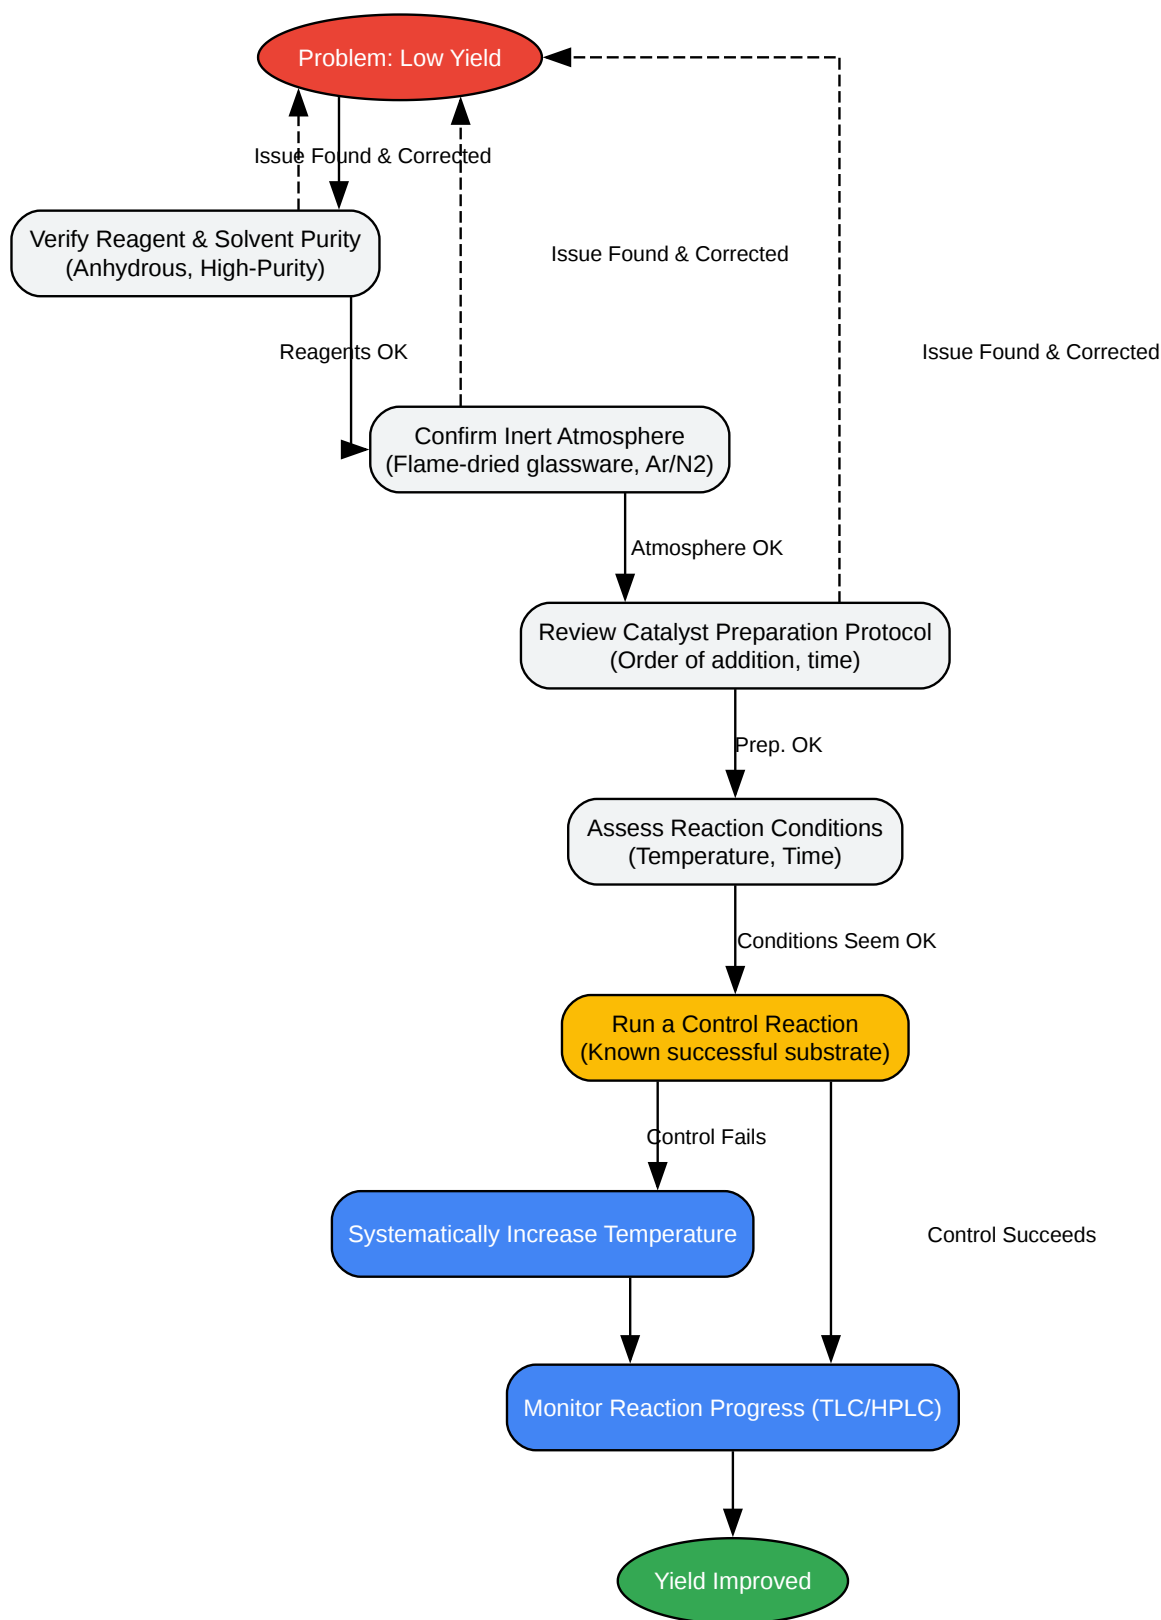 Problem: Low Yield
Issue Found & Corrected
Verify Reagent & Solvent Purity
(Anhydrous, High-Purity)
Issue Found & Corrected
Reagents OK
Issue Found & Corrected
Confirm Inert Atmosphere
(Flame-dried glassware, Ar/N2)
Atmosphere OK
Review Catalyst Preparation Protocol
(Order of addition, time)
Prep. OK
Assess Reaction Conditions
(Temperature, Time)
Conditions Seem OK
Run a Control Reaction
(Known successful substrate)
Control Fails
Systematically Increase Temperature
Control Succeeds
Monitor Reaction Progress (TLC/HPLC)
Yield Improved